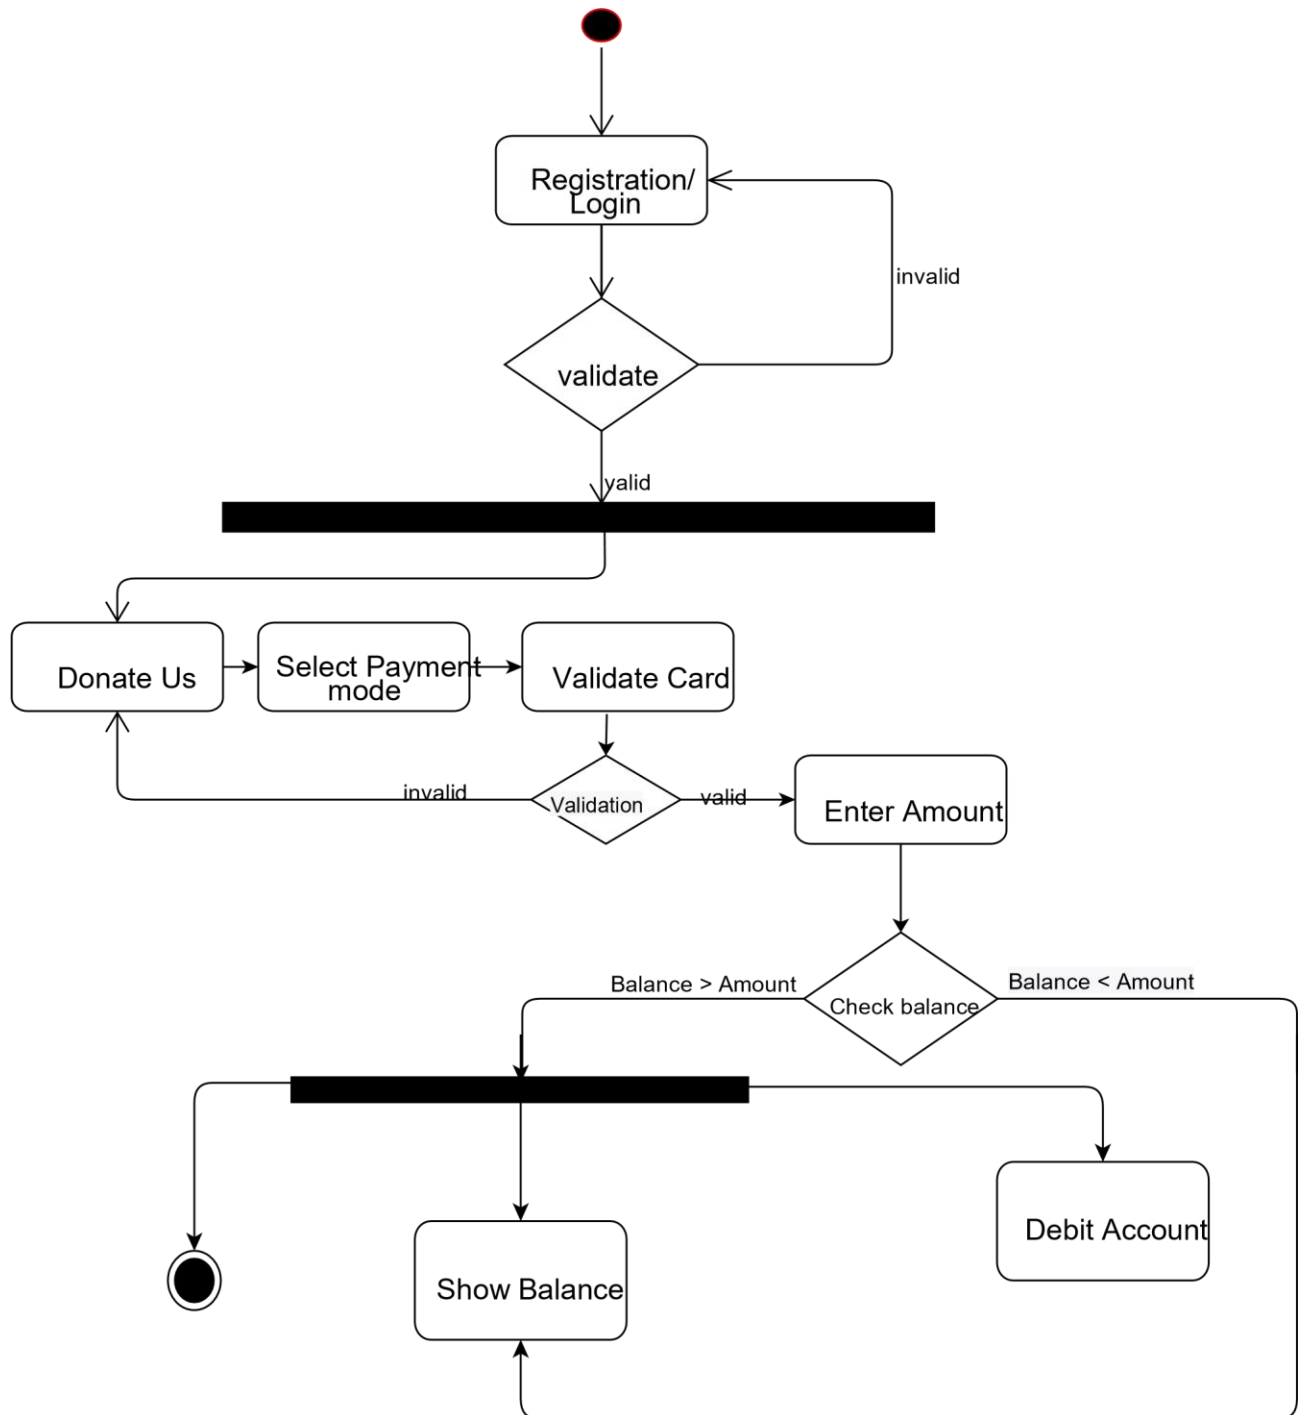 Registration/
Login
invalid
validate
valid
Donate Us
Select Payment
mode
Validate Card
invalid
Validation
valid
Enter Amount
Balance > Amount
Check balance
Balance < Amount
Debit Account
Show Balance